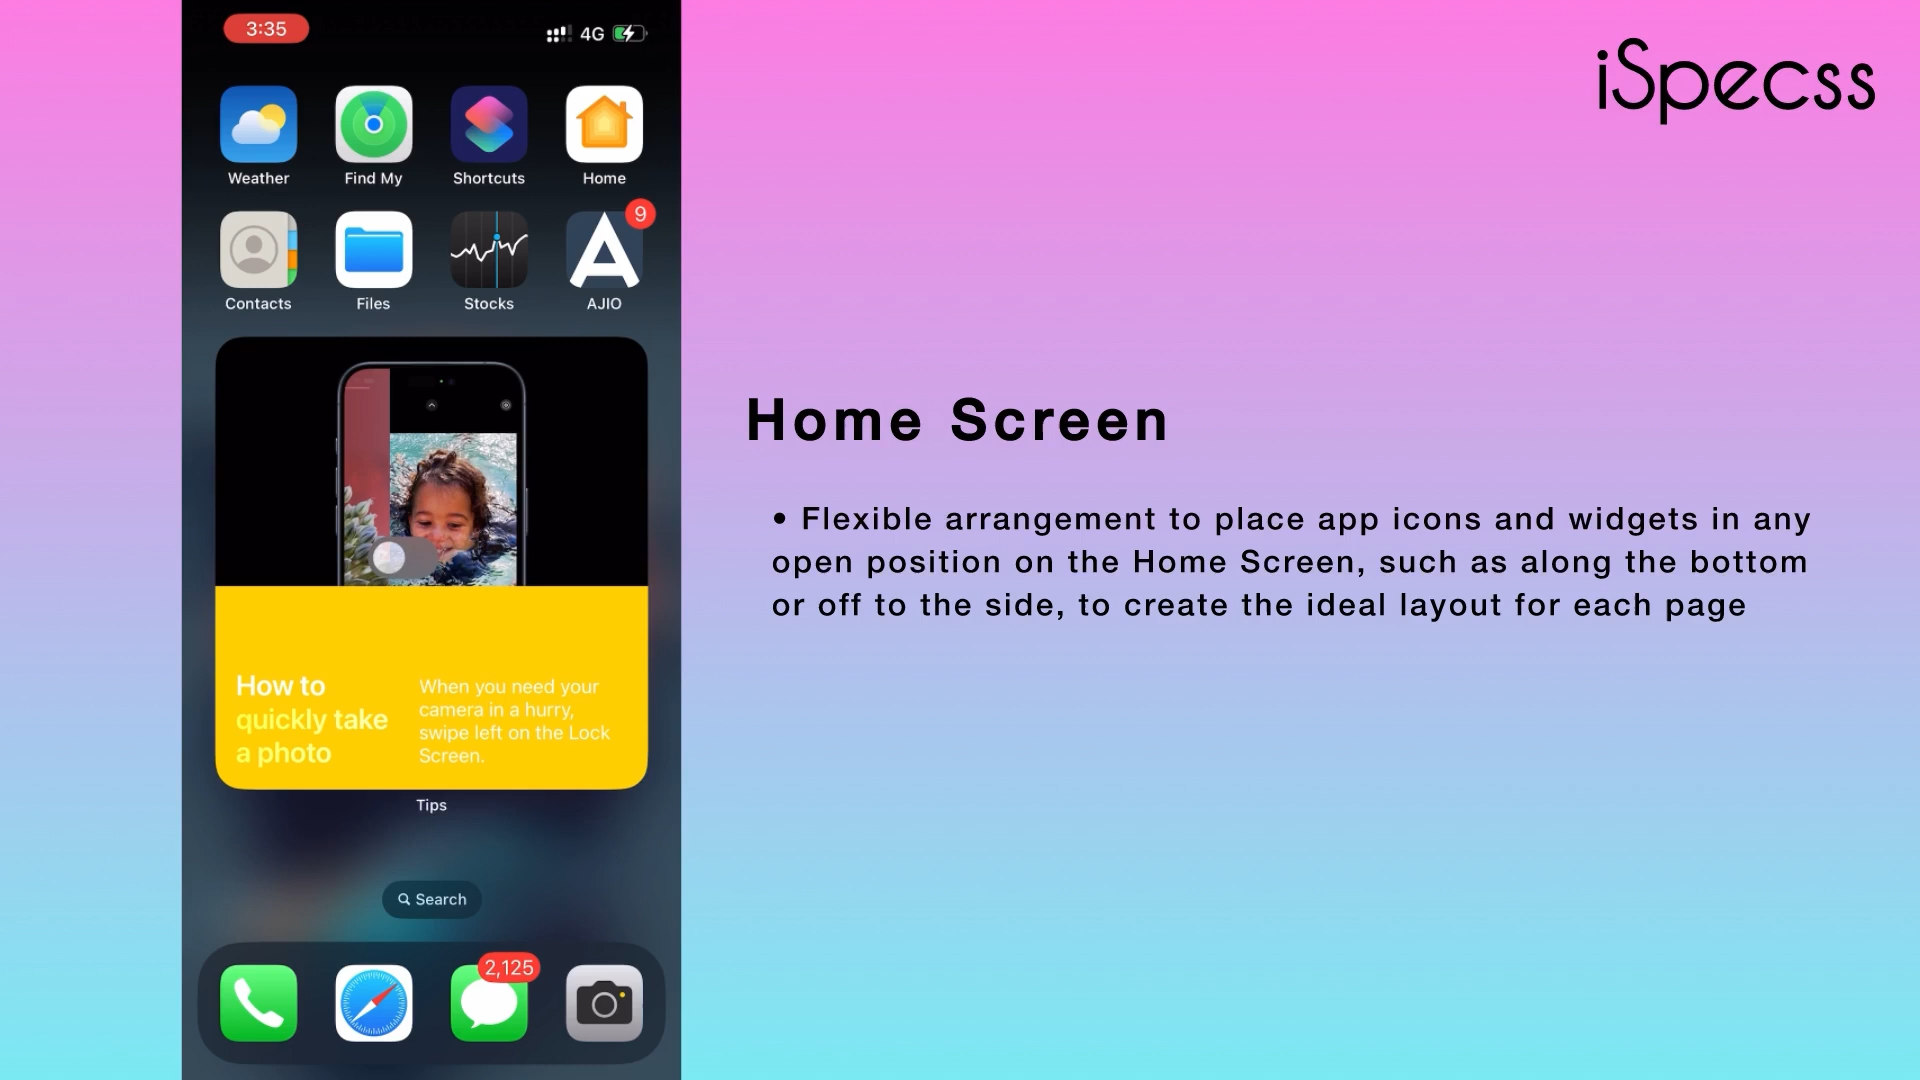 3:35
4G
iSpecss
Weather
Find My
Shortcuts
Home
9
Contacts
Files
Stocks
AJIO
Home Screen
• Flexible arrangement to place app icons and widgets in any
open position on the Home Screen, such as along the bottom
or off to the side, to create the ideal layout for each page
How to
quickly take
a photo
When you need your
camera in a hurry,
swipe left on the Lock
Screen.
Tips
Search
2,125